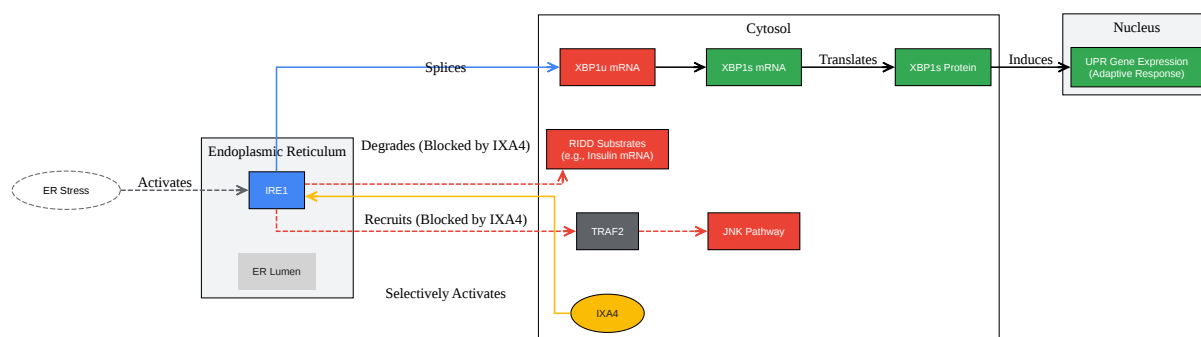 Cytosol
Nucleus
Splices
XBP1u mRNA
XBP1s mRNA
Translates
XBP1s Protein
Induces
UPR Gene Expression
(Adaptive Response)
Endoplasmic Reticulum
Degrades (Blocked by IXA4)
RIDD Substrates
(e.g., Insulin mRNA)
ER Stress
Activates
IRE1
Recruits (Blocked by IXA4)
TRAF2
JNK Pathway
ER Lumen
Selectively Activates
IXA4